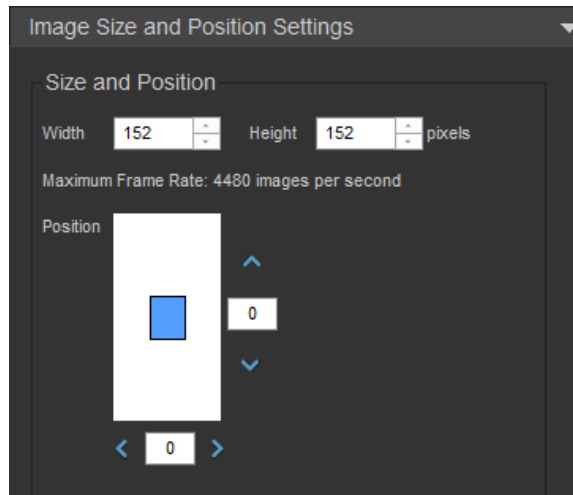 Image Size and Position Settings
Size and Position
Width 152 Height 152 pixels
Maximum Frame Rate: 4480 images per second
Position
0
0